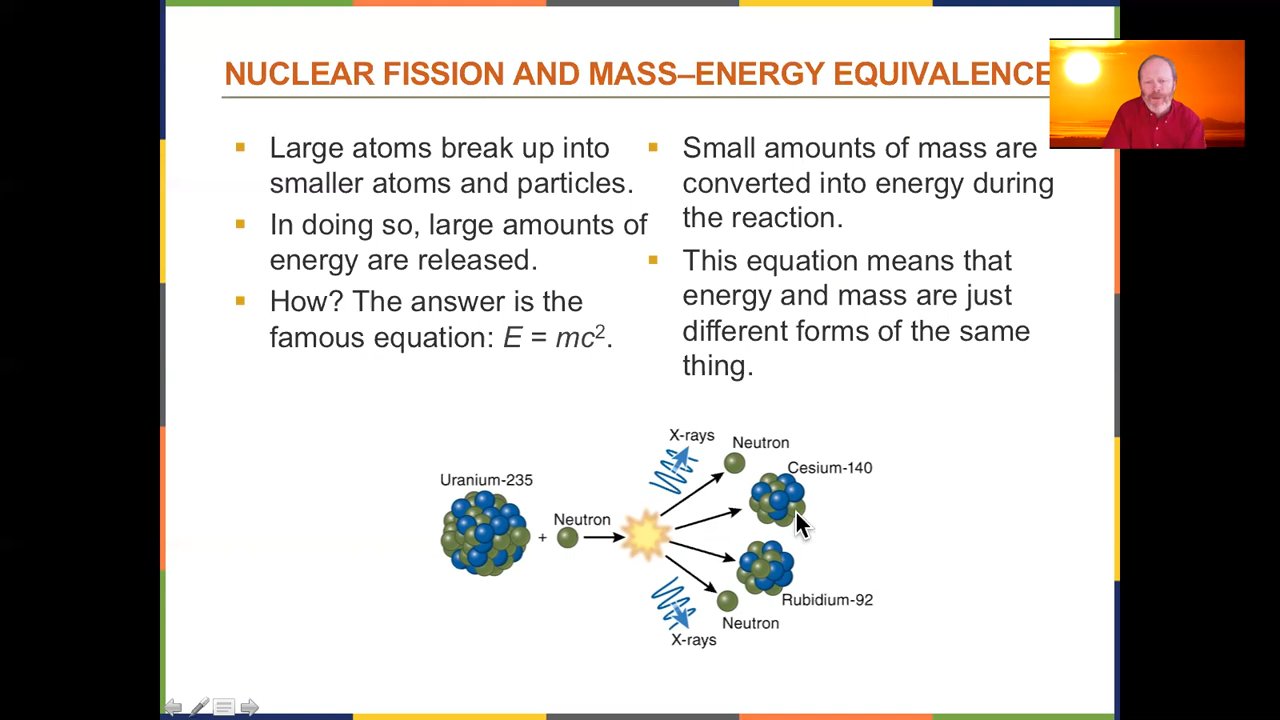 NUCLEAR FISSION AND MASS–ENERGY EQUIVALENCE
Large atoms break up into
smaller atoms and particles.
In doing so, large amounts of
energy are released.
How? The answer is the
famous equation: E = mc².
Small amounts of mass are
converted into energy during
the reaction.
This equation means that
energy and mass are just
different forms of the same
thing.
Uranium-235
+
Neutron
X-rays
Neutron
Cesium-140
Rubidium-92
Neutron
X-rays